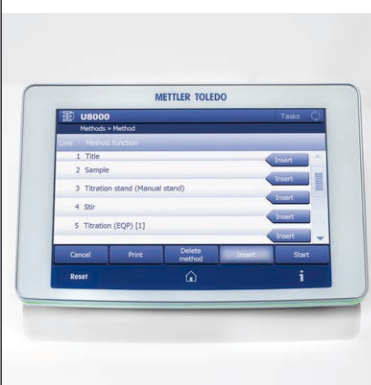 METTLER TOLEDO
U8000 Tasks
Methods > Method
Line Method function
1 Title
Insert
2 Sample
Insert
3 Titration stand (Manual stand)
Insert
4 Stir
Insert
5 Titration (EQP) [1]
Insert
Cancel Print Delete method Insert Start
Reset i